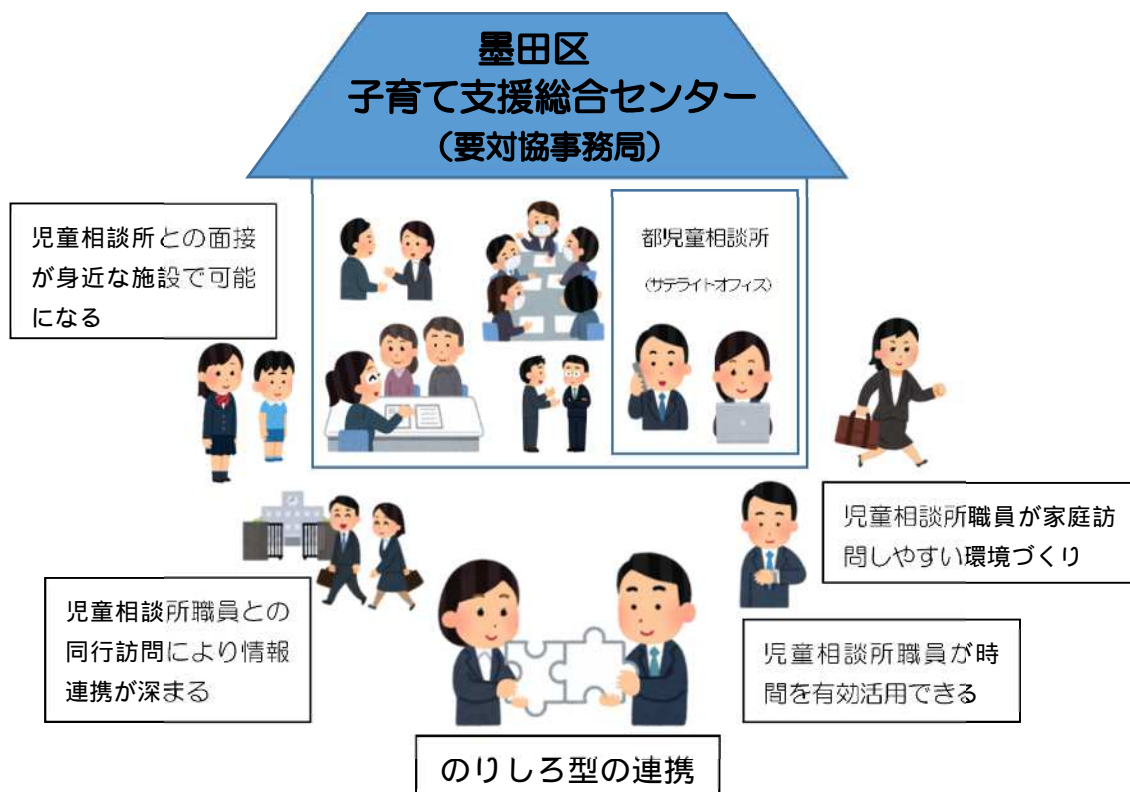 墨田区
子育て支援総合センター
（要対協事務局）
児童相談所との面接
が身近な施設で可能
になる
都児童相談所
（サテライトオフィス）
児童相談所職員が家庭訪
問しやすい環境づくり
児童相談所職員との
同行訪問により情報
連携が深まる
児童相談所職員が時
間を有効活用できる
のりしろ型の連携